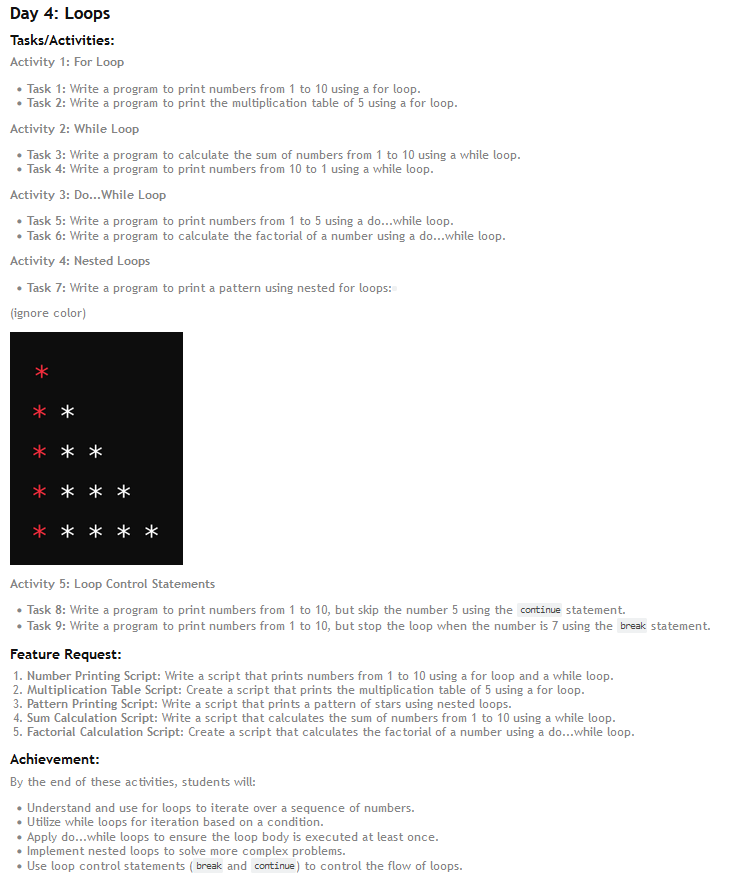 Day 4: Loops
Tasks/Activities:
Activity 1: For Loop
• Task 1: Write a program to print numbers from 1 to 10 using a for loop.
• Task 2: Write a program to print the multiplication table of 5 using a for loop.
Activity 2: While Loop
• Task 3: Write a program to calculate the sum of numbers from 1 to 10 using a while loop.
• Task 4: Write a program to print numbers from 10 to 1 using a while loop.
Activity 3: Do...While Loop
• Task 5: Write a program to print numbers from 1 to 5 using a do...while loop.
• Task 6: Write a program to calculate the factorial of a number using a do...while loop.
Activity 4: Nested Loops
• Task 7: Write a program to print a pattern using nested for loops:
(ignore color)
*
* *
* * *
* * * *
* * * * *
Activity 5: Loop Control Statements
• Task 8: Write a program to print numbers from 1 to 10, but skip the number 5 using the continue statement.
• Task 9: Write a program to print numbers from 1 to 10, but stop the loop when the number is 7 using the break statement.
Feature Request:
1. Number Printing Script: Write a script that prints numbers from 1 to 10 using a for loop and a while loop.
2. Multiplication Table Script: Create a script that prints the multiplication table of 5 using a for loop.
3. Pattern Printing Script: Write a script that prints a pattern of stars using nested loops.
4. Sum Calculation Script: Write a script that calculates the sum of numbers from 1 to 10 using a while loop.
5. Factorial Calculation Script: Create a script that calculates the factorial of a number using a do...while loop.
Achievement:
By the end of these activities, students will:
• Understand and use for loops to iterate over a sequence of numbers.
• Utilize while loops for iteration based on a condition.
• Apply do...while loops to ensure the loop body is executed at least once.
• Implement nested loops to solve more complex problems.
• Use loop control statements (break and continue) to control the flow of loops.